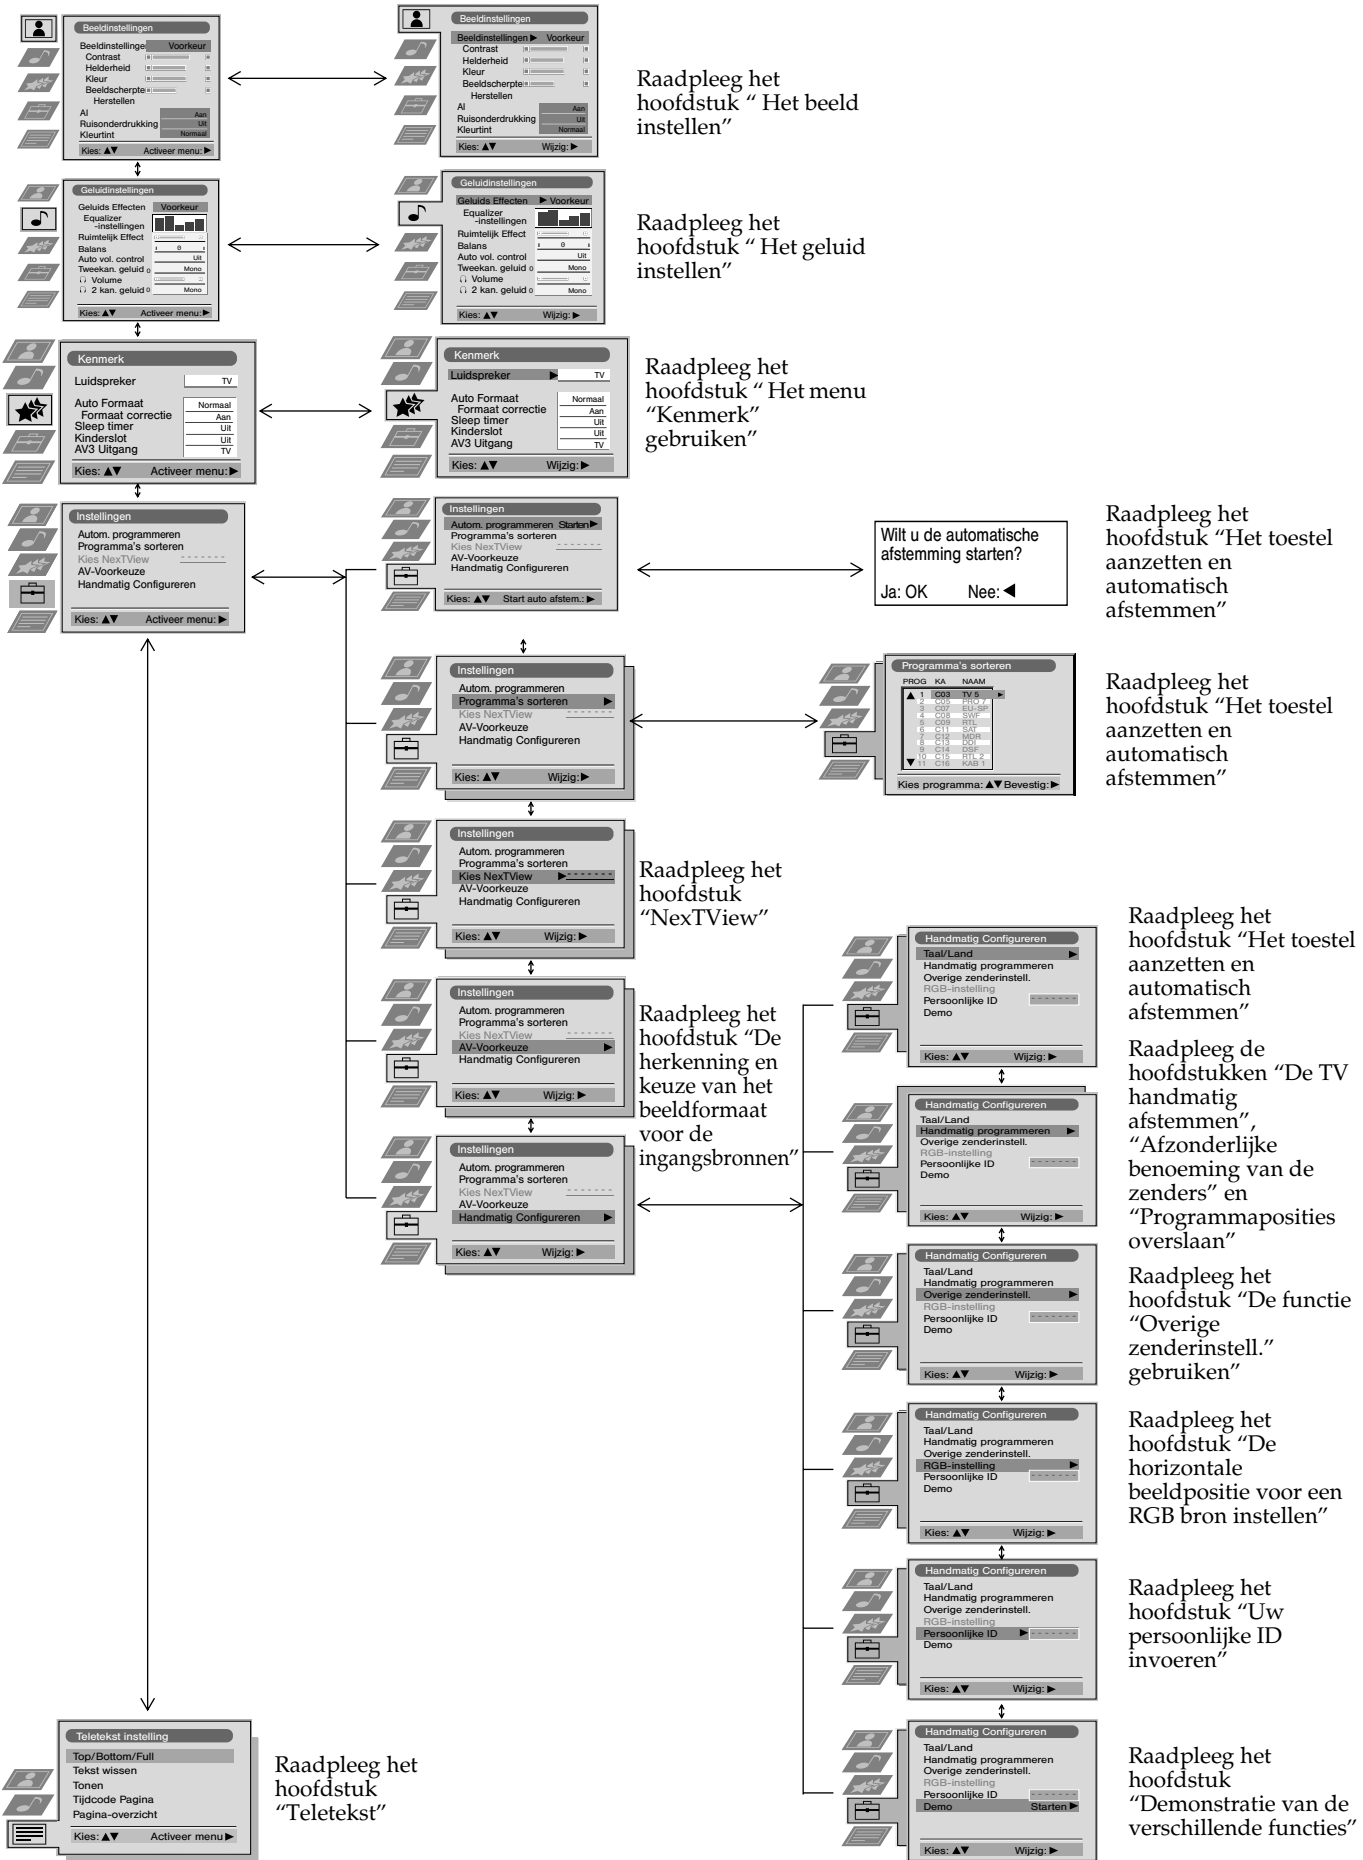 Beeldinstellingen
Beeldinstellinge Voorkeur
Contrast
Helderheid
Kleur
Beeldscherpte
Herstellen
AI Aan
Ruisonderdrukking Uit
Kleurtint Normaal
Kies: ▲▼ Activeer menu: ▶
Beeldinstellingen
Beeldinstellingen ▶ Voorkeur
Contrast
Helderheid
Kleur
Beeldscherpte
Herstellen
AI Aan
Ruisonderdrukking Uit
Kleurtint Normaal
Kies: ▲▼ Wijzig: ▶
Raadpleeg het
hoofdstuk “ Het beeld
instellen”
Geluidinstellingen
Geluids Effecten Voorkeur
Equalizer
-instellingen
Ruimtelijk Effect
Balans 0
Auto vol. control Uit
Tweekan. geluid 0 Mono
Volume
2 kan. geluid 0 Mono
Kies: ▲▼ Activeer menu: ▶
Geluidinstellingen
Geluids Effecten ▶ Voorkeur
Equalizer
-instellingen
Ruimtelijk Effect
Balans 0
Auto vol. control Uit
Tweekan. geluid 0 Mono
Volume
2 kan. geluid 0 Mono
Kies: ▲▼ Wijzig: ▶
Raadpleeg het
hoofdstuk “ Het geluid
instellen”
Kenmerk
Luidspreker TV
Auto Formaat Normaal
Formaat correctie Aan
Sleep timer Uit
Kinderslot Uit
AV3 Uitgang TV
Kies: ▲▼ Activeer menu: ▶
Kenmerk
Luidspreker ▶ TV
Auto Formaat Normaal
Formaat correctie Aan
Sleep timer Uit
Kinderslot Uit
AV3 Uitgang TV
Kies: ▲▼ Wijzig: ▶
Raadpleeg het
hoofdstuk “ Het menu
“Kenmerk”
gebruiken”
Instellingen
Autom. programmeren
Programma's sorteren
Kies NexTView - - - - - - -
AV-Voorkeuze
Handmatig Configureren
Kies: ▲▼ Activeer menu: ▶
Instellingen
Autom. programmeren Starten ▶
Programma's sorteren
Kies NexTView - - - - - - -
AV-Voorkeuze
Handmatig Configureren
Kies: ▲▼ Start auto afstem.: ▶
Wilt u de automatische
afstemming starten?
Ja: OK Nee: ◀
Raadpleeg het
hoofdstuk “Het toestel
aanzetten en
automatisch
afstemmen”
Instellingen
Autom. programmeren
Programma's sorteren ▶
Kies NexTView - - - - - - -
AV-Voorkeuze
Handmatig Configureren
Kies: ▲▼ Wijzig: ▶
Programma's sorteren
PROG KA NAAM
▲ 1 C03 TV 5 ▶
2 C05 PRO 7
3 C07 EU-SP
4 C08 SWF
5 C09 RTL
6 C11 SAT
7 C12 MDR
8 C13 DDI
9 C14 DSF
10 C15 RTL 2
▼ 11 C16 KAB 1
Kies programma: ▲▼ Bevestig: ▶
Raadpleeg het
hoofdstuk “Het toestel
aanzetten en
automatisch
afstemmen”
Instellingen
Autom. programmeren
Programma's sorteren
Kies NexTView ▶ - - - - - - -
AV-Voorkeuze
Handmatig Configureren
Kies: ▲▼ Wijzig: ▶
Raadpleeg het
hoofdstuk
“NexTView”
Instellingen
Autom. programmeren
Programma's sorteren
Kies NexTView - - - - - - -
AV-Voorkeuze ▶
Handmatig Configureren
Kies: ▲▼ Wijzig: ▶
Raadpleeg het
hoofdstuk “De
herkenning en
keuze van het
beeldformaat
voor de
ingangsbronnen”
Instellingen
Autom. programmeren
Programma's sorteren
Kies NexTView - - - - - - -
AV-Voorkeuze
Handmatig Configureren ▶
Kies: ▲▼ Wijzig: ▶
Handmatig Configureren
Taal/Land ▶
Handmatig programmeren
Overige zenderinstell.
RGB-instelling
Persoonlijke ID - - - - - - -
Demo
Kies: ▲▼ Wijzig: ▶
Raadpleeg het
hoofdstuk “Het toestel
aanzetten en
automatisch
afstemmen”
Handmatig Configureren
Taal/Land
Handmatig programmeren ▶
Overige zenderinstell.
RGB-instelling
Persoonlijke ID - - - - - - -
Demo
Kies: ▲▼ Wijzig: ▶
Raadpleeg de
hoofdstukken “De TV
handmatig
afstemmen”,
“Afzonderlijke
benoeming van de
zenders” en
“Programmaposities
overslaan”
Handmatig Configureren
Taal/Land
Handmatig programmeren
Overige zenderinstell. ▶
RGB-instelling
Persoonlijke ID - - - - - - -
Demo
Kies: ▲▼ Wijzig: ▶
Raadpleeg het
hoofdstuk “De functie
“Overige
zenderinstell.”
gebruiken”
Handmatig Configureren
Taal/Land
Handmatig programmeren
Overige zenderinstell.
RGB-instelling ▶
Persoonlijke ID - - - - - - -
Demo
Kies: ▲▼ Wijzig: ▶
Raadpleeg het
hoofdstuk “De
horizontale
beeldpositie voor een
RGB bron instellen”
Handmatig Configureren
Taal/Land
Handmatig programmeren
Overige zenderinstell.
RGB-instelling
Persoonlijke ID ▶ - - - - - - -
Demo
Kies: ▲▼ Wijzig: ▶
Raadpleeg het
hoofdstuk “Uw
persoonlijke ID
invoeren”
Handmatig Configureren
Taal/Land
Handmatig programmeren
Overige zenderinstell.
RGB-instelling
Persoonlijke ID - - - - - - -
Demo Starten ▶
Kies: ▲▼ Wijzig: ▶
Raadpleeg het
hoofdstuk
“Demonstratie van de
verschillende functies”
Teletekst instelling
Top/Bottom/Full
Tekst wissen
Tonen
Tijdcode Pagina
Pagina-overzicht
Kies: ▲▼ Activeer menu ▶
Raadpleeg het
hoofdstuk
“Teletekst”